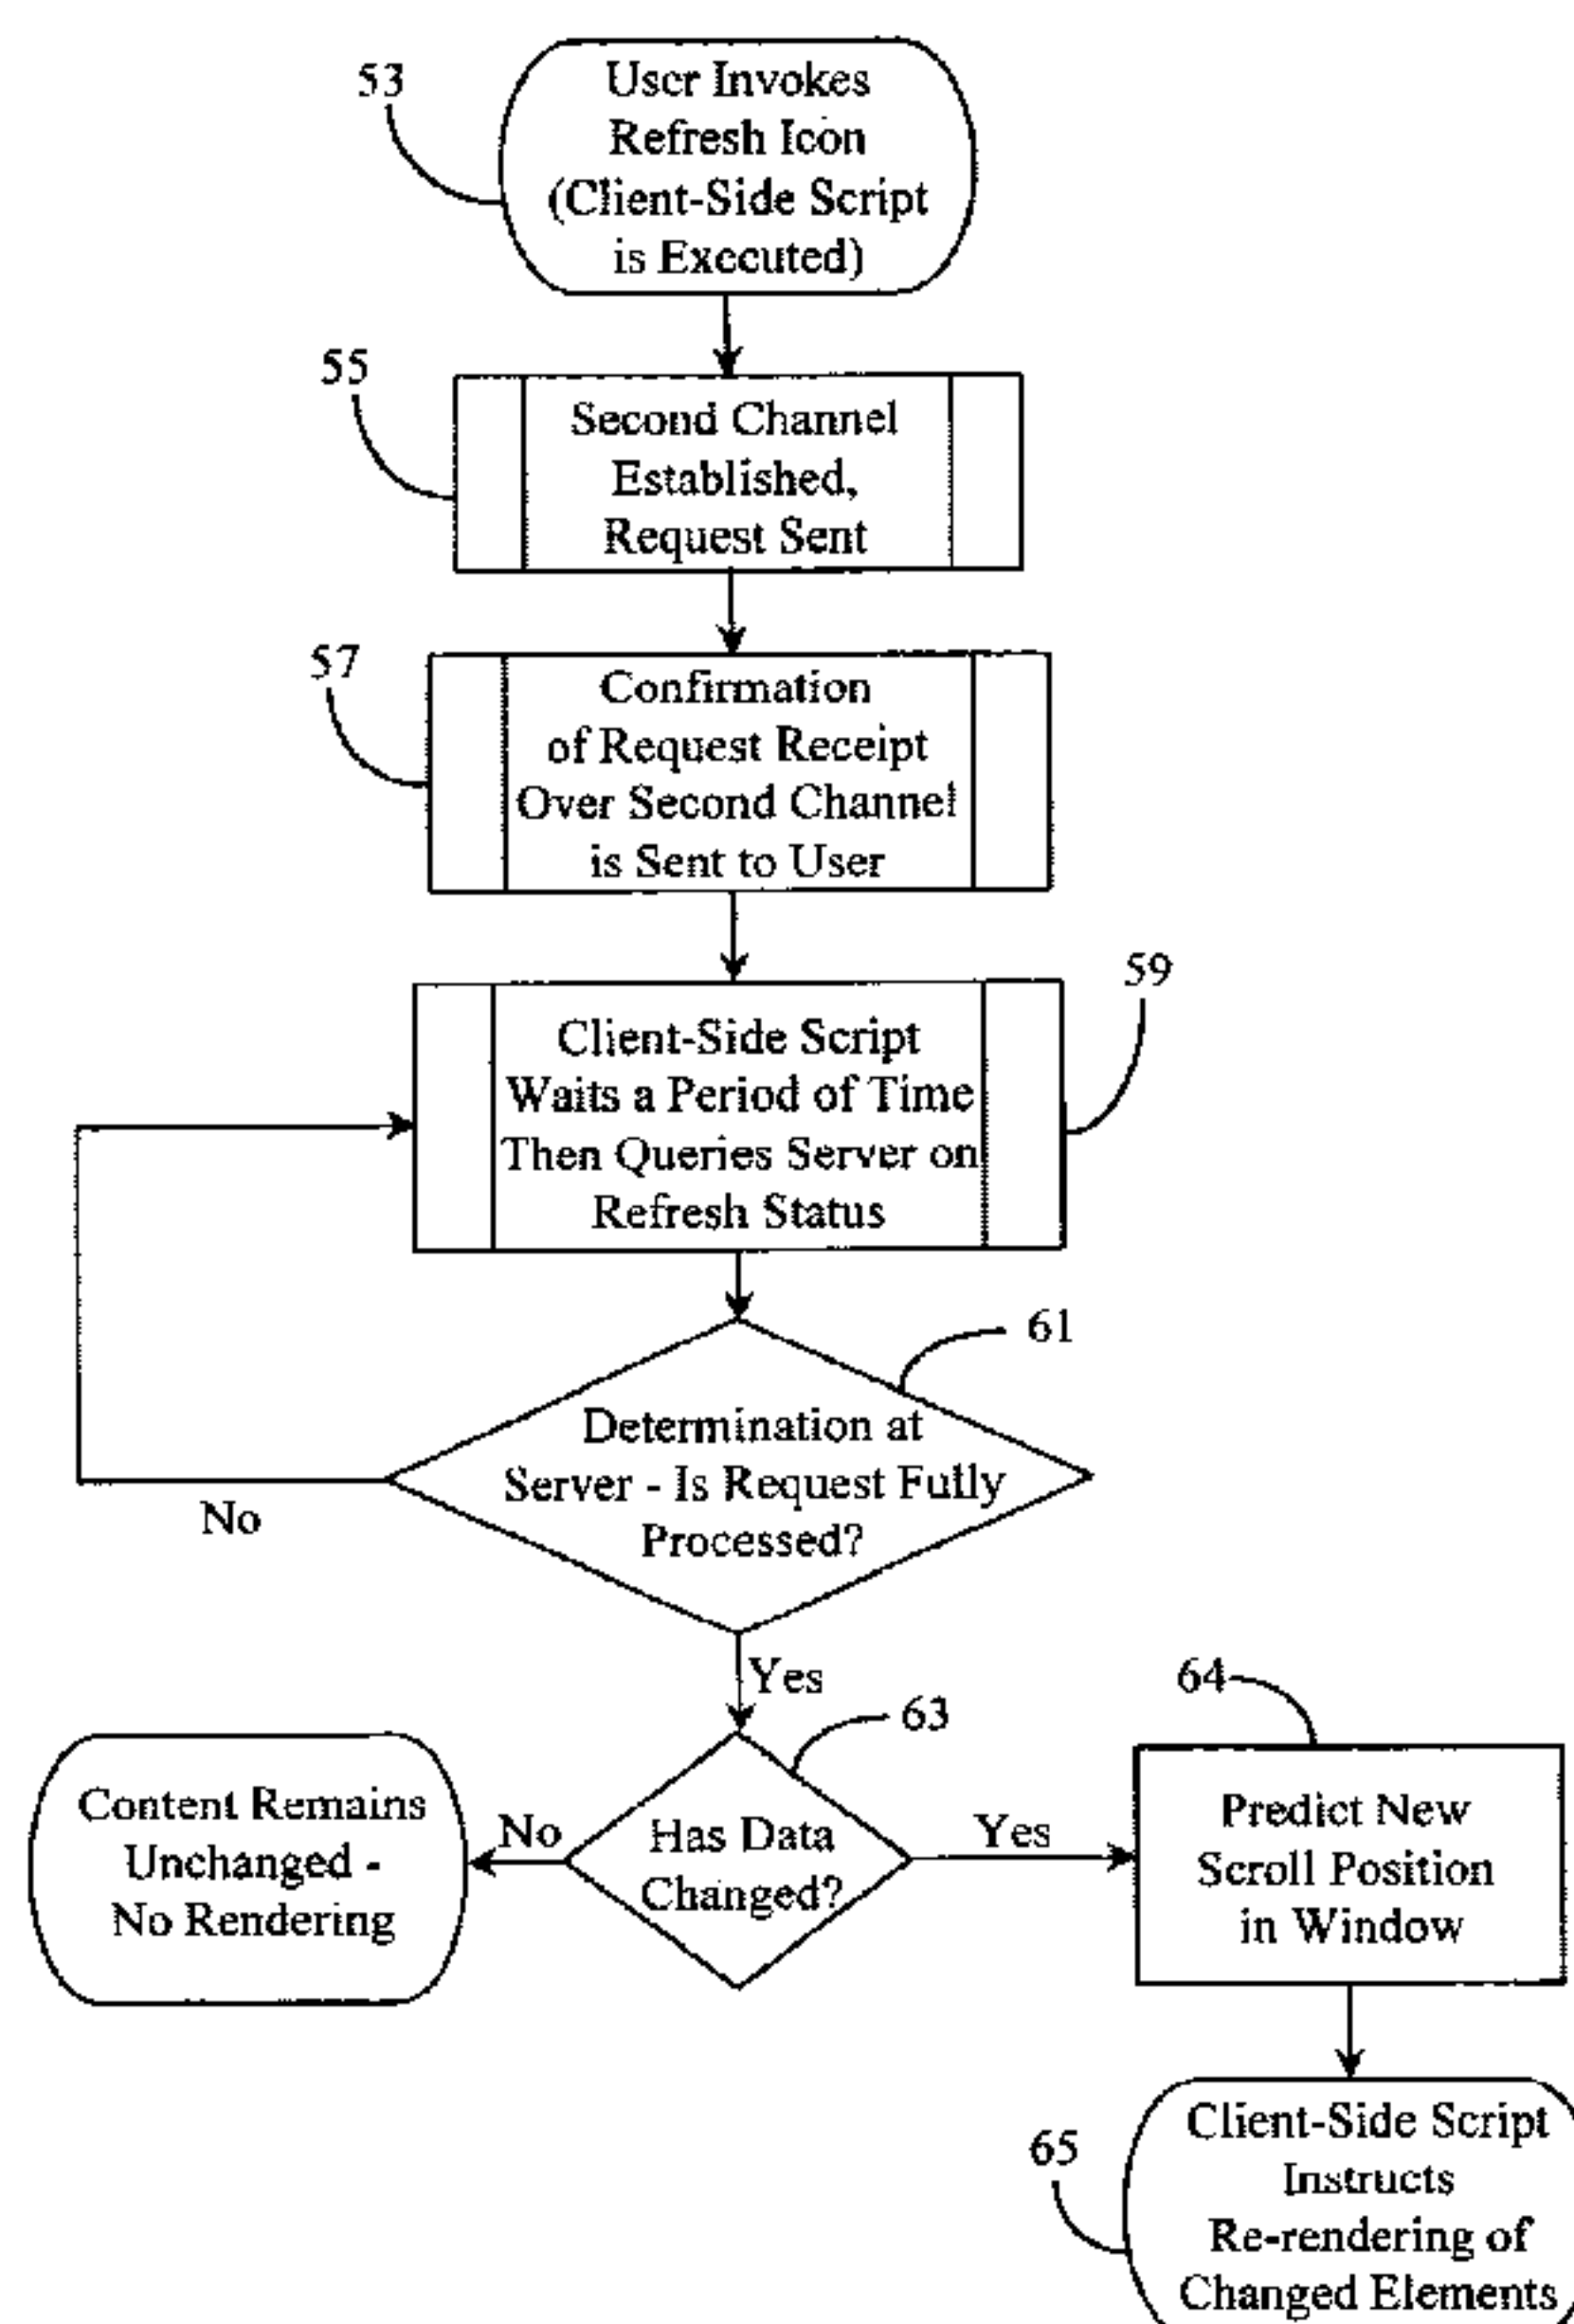 53
User Invokes
Refresh Icon
(Client-Side Script
is Executed)
55
Second Channel
Established,
Request Sent
57
Confirmation
of Request Receipt
Over Second Channel
is Sent to User
59
Client-Side Script
Waits a Period of Time
Then Queries Server on
Refresh Status
61
Determination at
Server - Is Request Fully
Processed?
No
Yes
63
64
Content Remains
Unchanged -
No Rendering
No
Has Data
Changed?
Yes
Predict New
Scroll Position
in Window
65
Client-Side Script
Instructs
Re-rendering of
Changed Elements